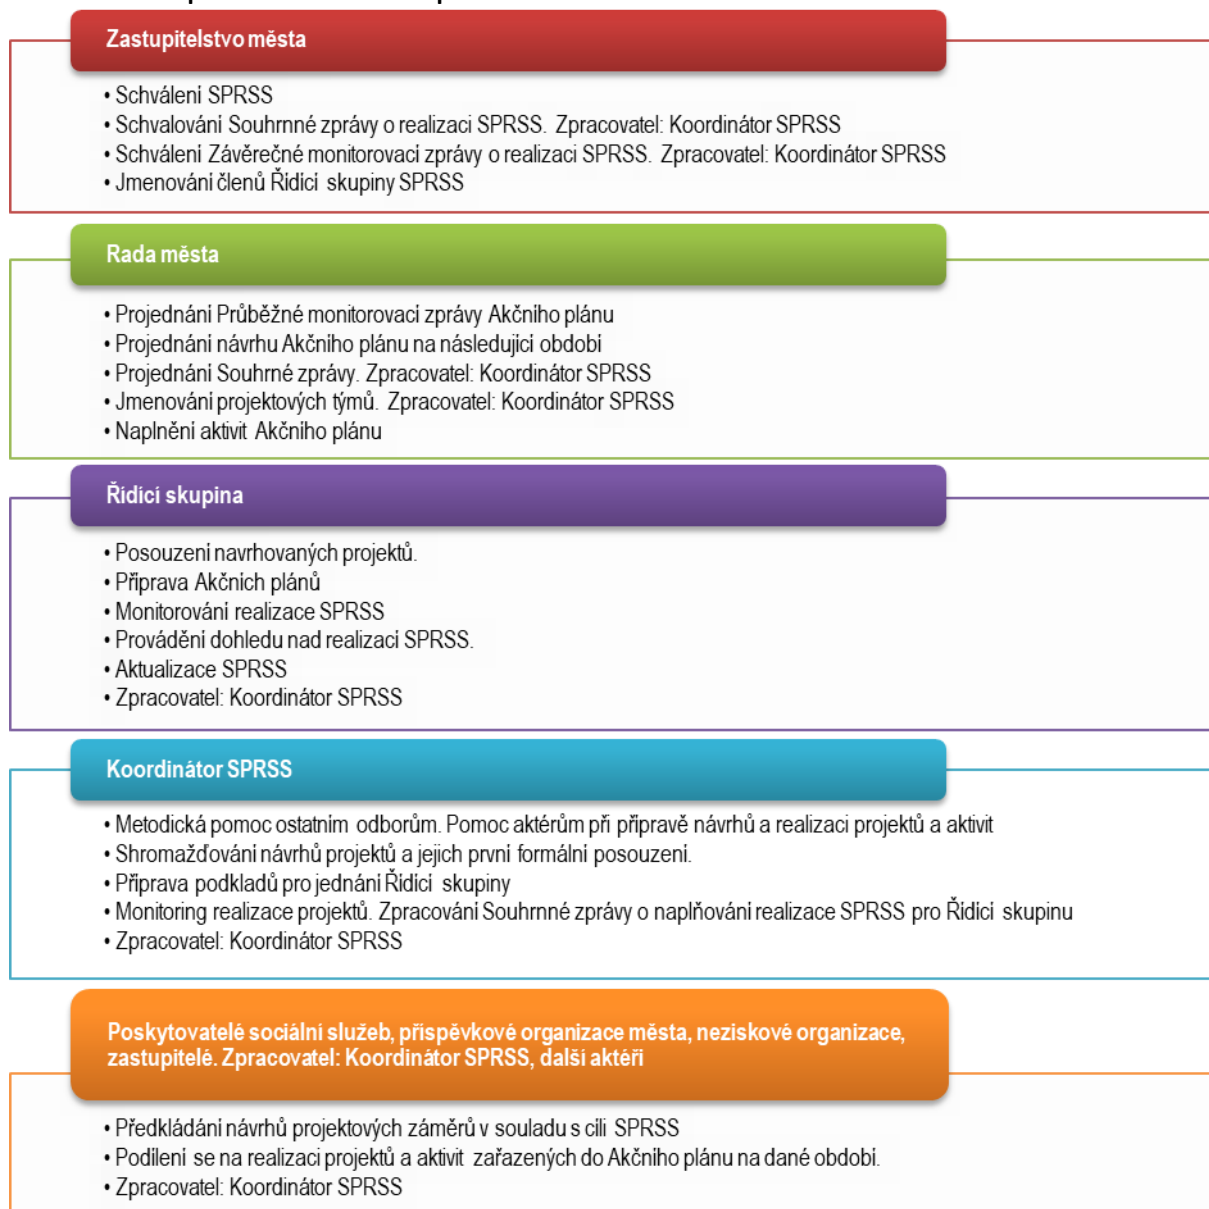 Zastupitelstvo města
• Schválení SPRSS
• Schvalování Souhrnné zprávy o realizaci SPRSS. Zpracovatel: Koordinátor SPRSS
• Schválení Závěrečné monitorovací zprávy o realizaci SPRSS. Zpracovatel: Koordinátor SPRSS
• Jmenování členů Řídící skupiny SPRSS
Rada města
• Projednání Průběžné monitorovací zprávy Akčního plánu
• Projednání návrhu Akčního plánu na následující období
• Projednání Souhrné zprávy. Zpracovatel: Koordinátor SPRSS
• Jmenování projektových týmů. Zpracovatel: Koordinátor SPRSS
• Naplnění aktivit Akčního plánu
Řídící skupina
• Posouzení navrhovaných projektů.
• Příprava Akčních plánů
• Monitorování realizace SPRSS
• Provádění dohledu nad realizací SPRSS.
• Aktualizace SPRSS
• Zpracovatel: Koordinátor SPRSS
Koordinátor SPRSS
• Metodická pomoc ostatním odborům. Pomoc aktérům při přípravě návrhů a realizaci projektů a aktivit
• Shromažďování návrhů projektů a jejich první formální posouzení.
• Příprava podkladů pro jednání Řídící skupiny
• Monitoring realizace projektů. Zpracování Souhrnné zprávy o naplňování realizace SPRSS pro Řídící skupinu
• Zpracovatel: Koordinátor SPRSS
Poskytovatelé sociální služeb, příspěvkové organizace města, neziskové organizace,
zastupitelé. Zpracovatel: Koordinátor SPRSS, další aktéři
• Předkládání návrhů projektových záměrů v souladu s cíli SPRSS
• Podílení se na realizaci projektů a aktivit zařazených do Akčního plánu na dané období.
• Zpracovatel: Koordinátor SPRSS